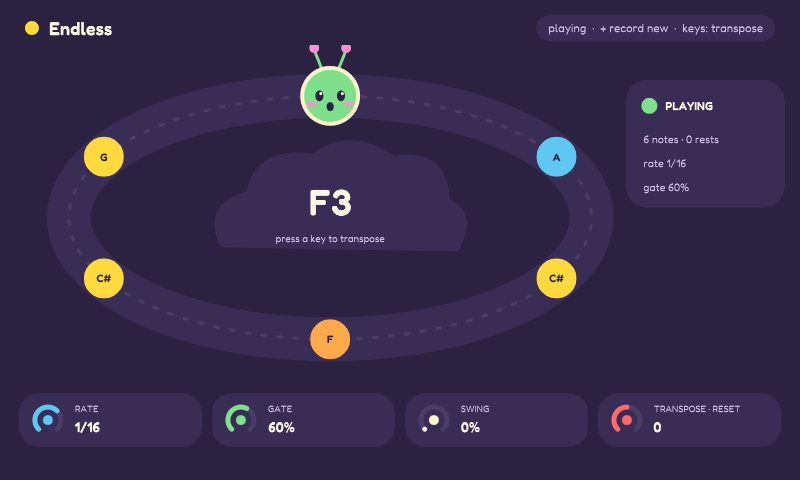 Endless
playing · + record new · keys: transpose
PLAYING
6 notes · 0 rests
rate 1/16
gate 60%
G
A
F3
press a key to transpose
C#
C#
F
RATE
1/16
GATE
60%
SWING
0%
TRANSPOSE · RESET
0